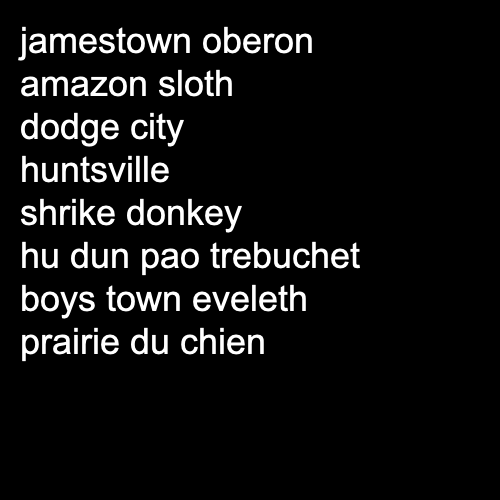 jamestown oberon
amazon sloth
dodge city
huntsville
shrike donkey
hu dun pao trebuchet
boys town eveleth
prairie du chien